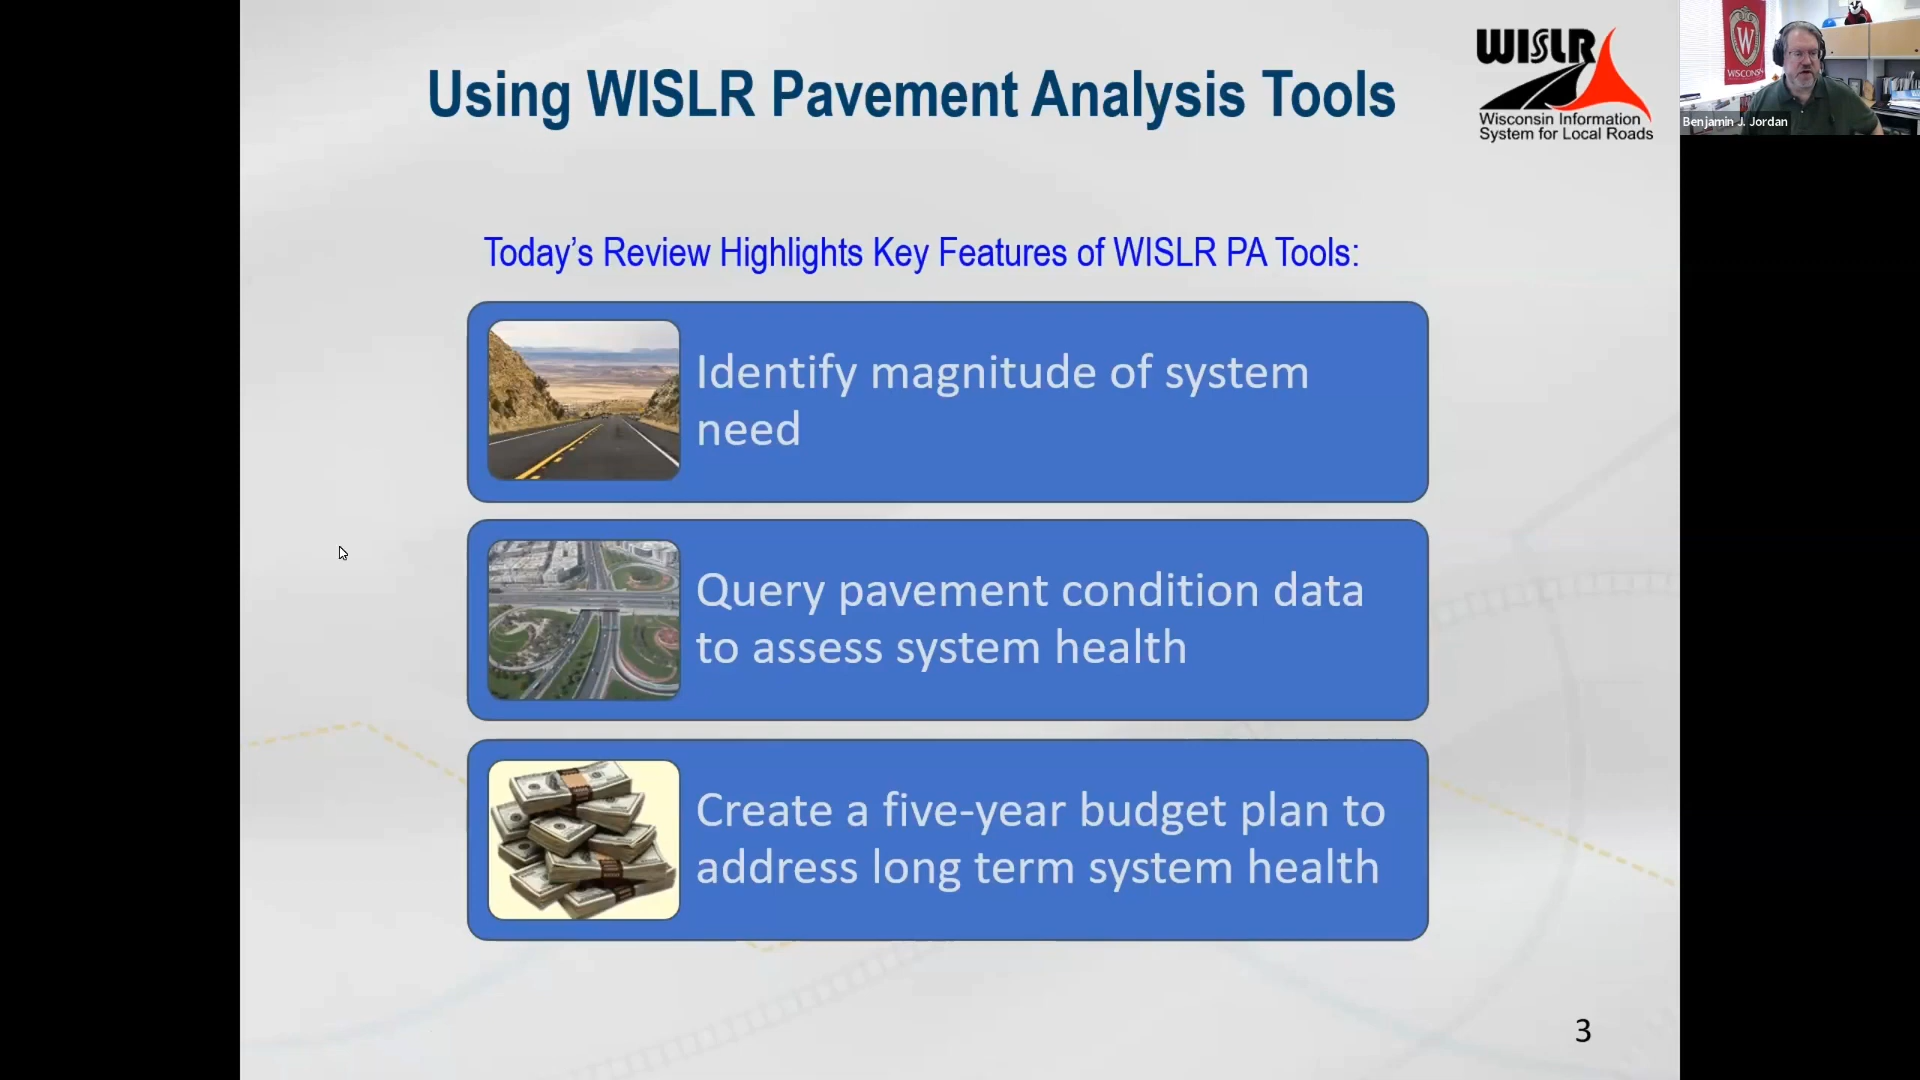 Using WISLR Pavement Analysis Tools
WISLR
Wisconsin Information
System for Local Roads
W
WISCONSIN
Benjamin J. Jordan
Today’s Review Highlights Key Features of WISLR PA Tools:
Identify magnitude of system
need
Query pavement condition data
to assess system health
Create a five-year budget plan to
address long term system health
3